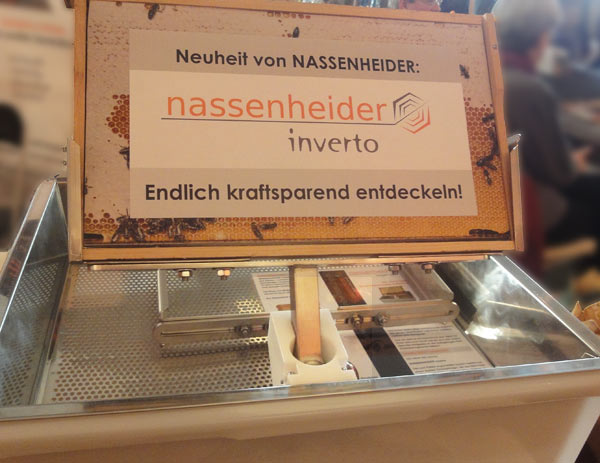 Neuheit von NASSENHEIDER:
nassenheider
inverto
Endlich kraftsparend entdeckeln!